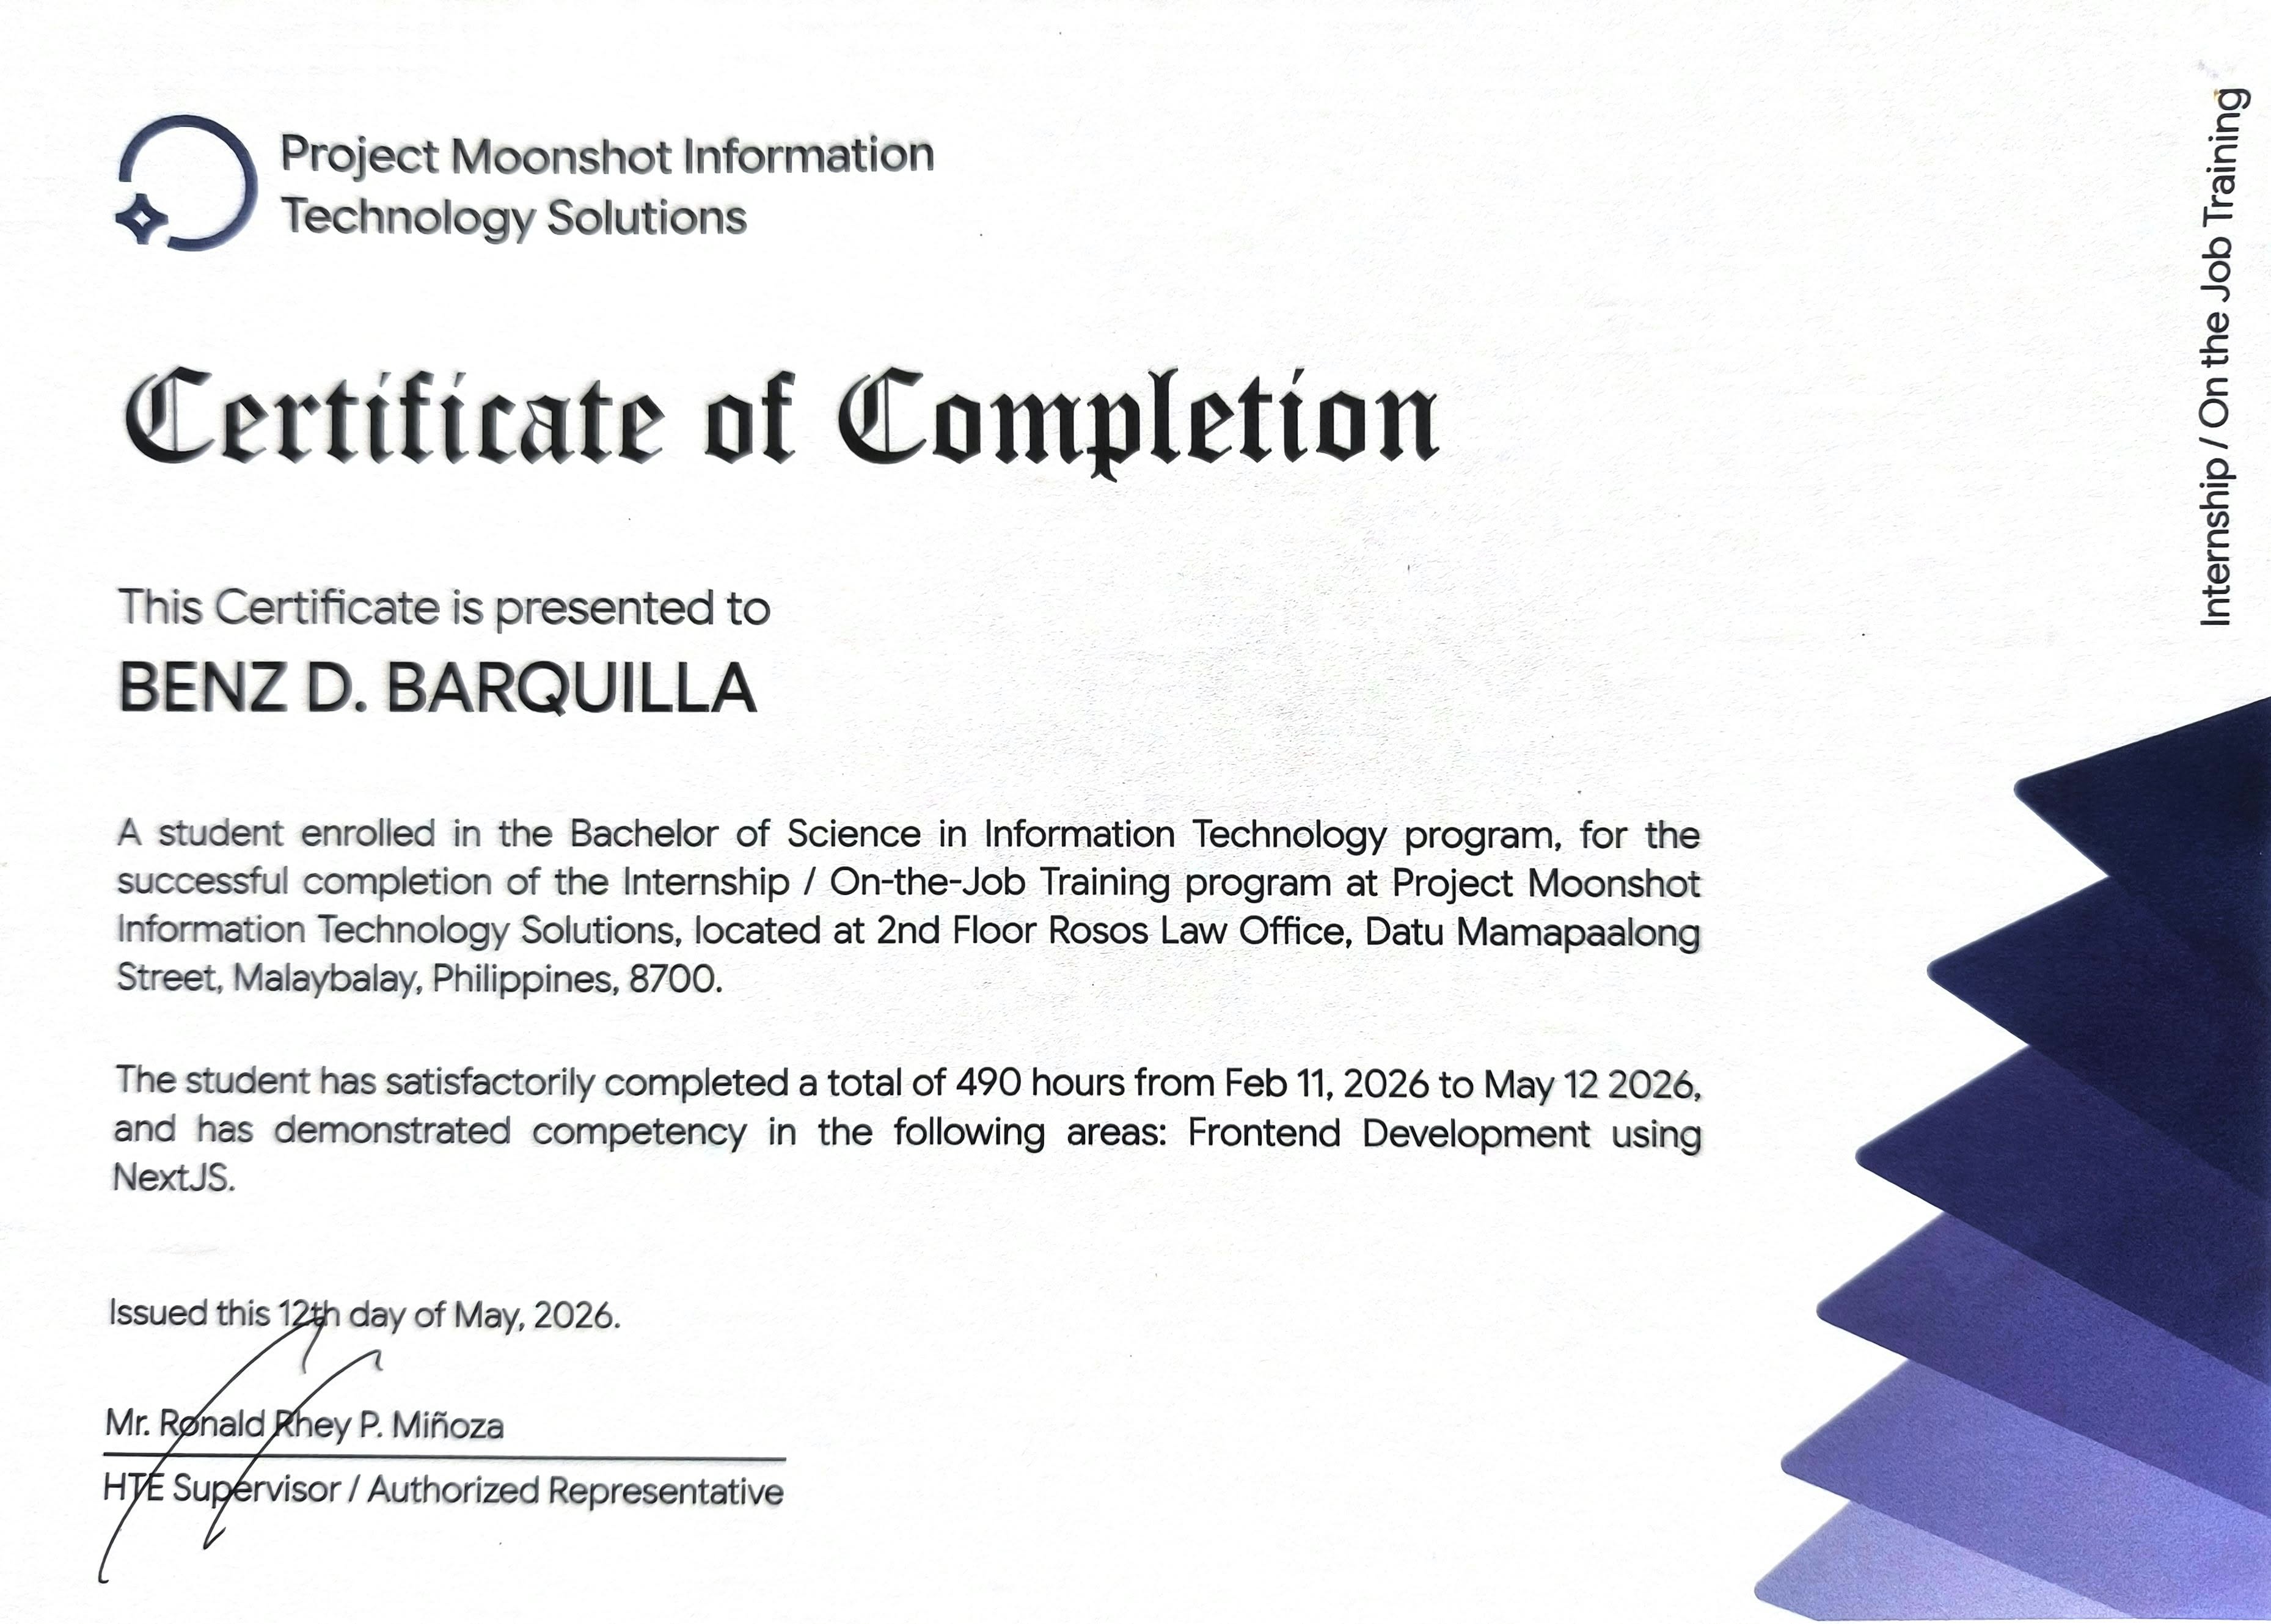 Project Moonshot Information
Technology Solutions
Internship / On the Job Training
Certificate of Completion
This Certificate is presented to
BENZ D. BARQUILLA
A student enrolled in the Bachelor of Science in Information Technology program, for the
successful completion of the Internship / On-the-Job Training program at Project Moonshot
Information Technology Solutions, located at 2nd Floor Rosos Law Office, Datu Mamapaalong
Street, Malaybalay, Philippines, 8700.
The student has satisfactorily completed a total of 490 hours from Feb 11, 2026 to May 12 2026,
and has demonstrated competency in the following areas: Frontend Development using
NextJS.
Issued this 12th day of May, 2026.
Mr. Ronald Rhey P. Miñoza
HTE Supervisor / Authorized Representative